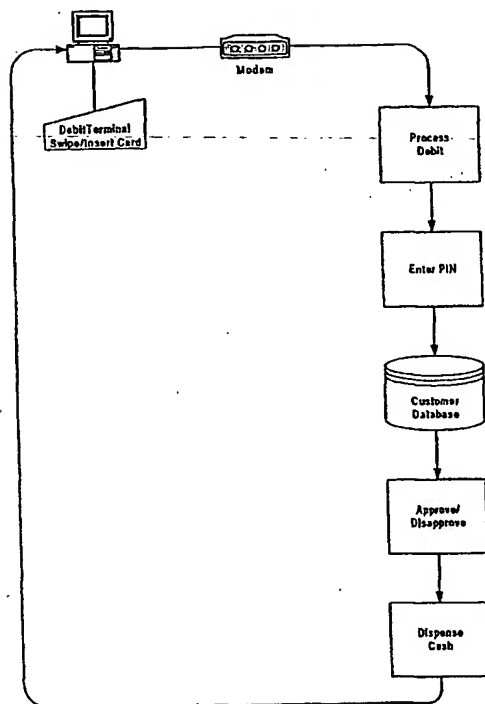 Modem
DebitTerminal
Swipe/Insert Card
Process
Debit
Enter PIN
Customer
Database
Approve/
Disapprove
Dispense
Cash